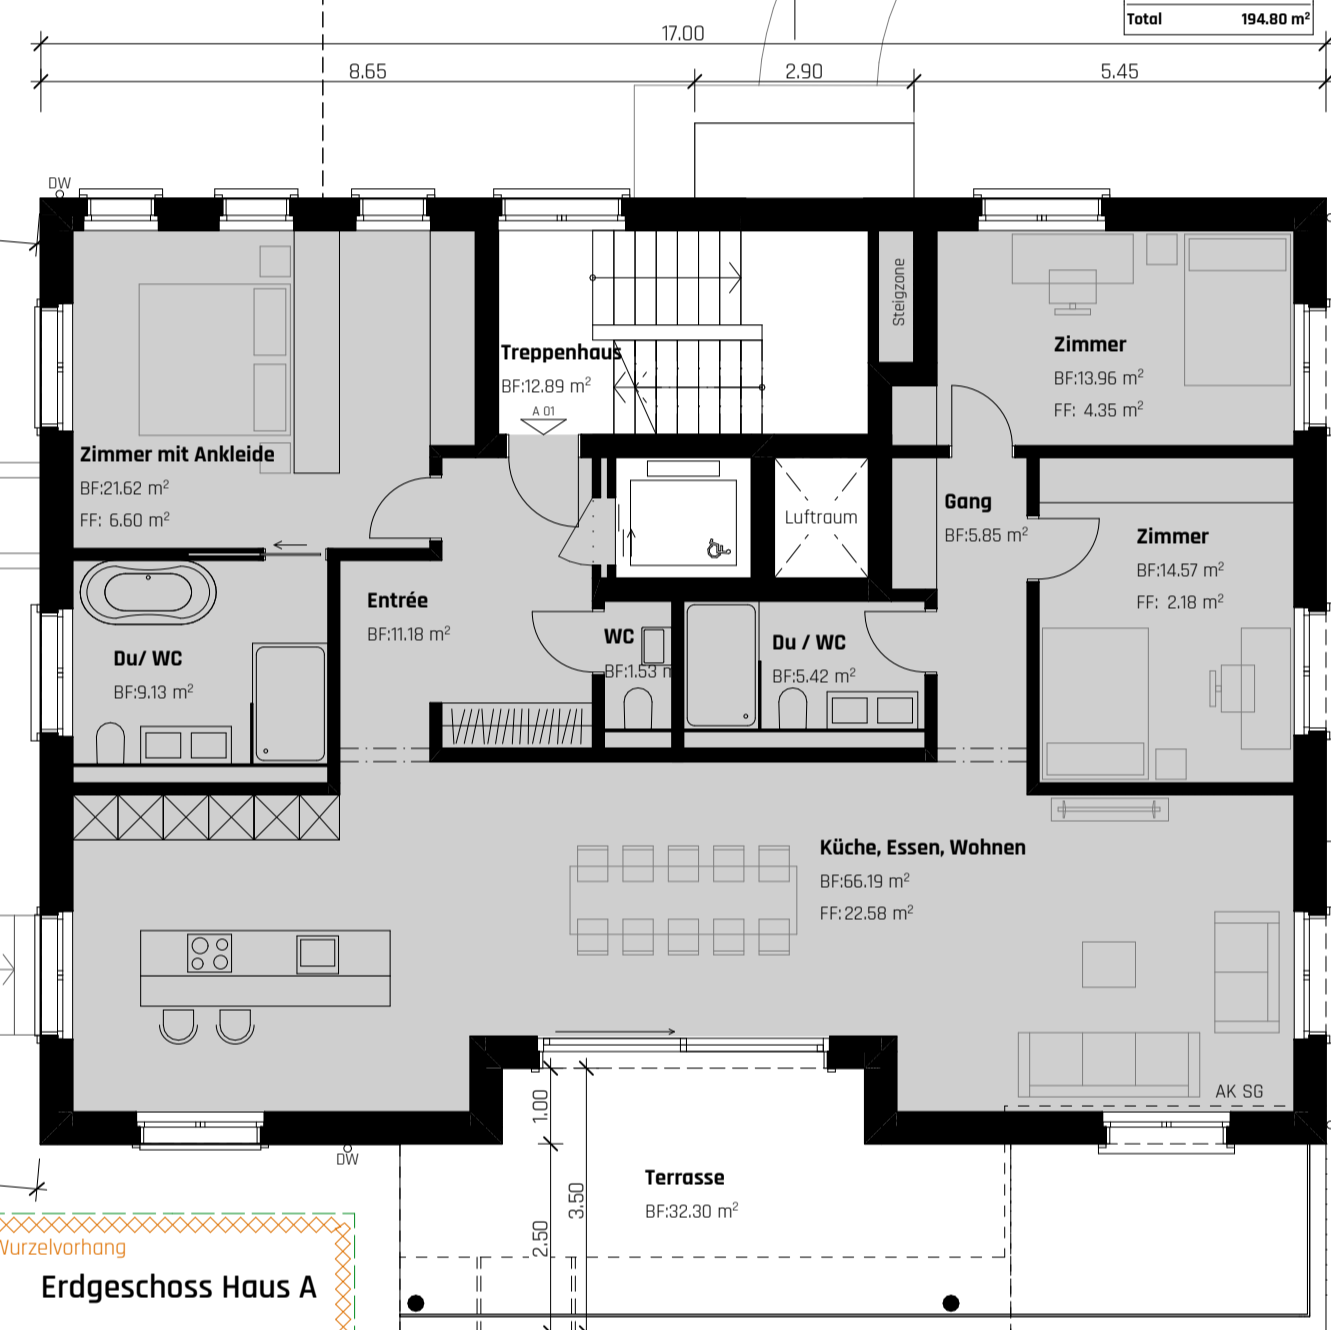 Total 194.80 m²
17.00
8.65 2.90 5.45
DW
Steigzone
Treppenhaus
BF:12.89 m²
A 01
Zimmer
BF:13.96 m²
FF: 4.35 m²
Zimmer mit Ankleide
BF:21.62 m²
FF: 6.60 m²
Luftraum
Gang
BF:5.85 m²
Zimmer
BF:14.57 m²
FF: 2.18 m²
Entrée
BF:11.18 m²
WC
BF:1.53 m
Du / WC
BF:5.42 m²
Du/ WC
BF:9.13 m²
Küche, Essen, Wohnen
BF:66.19 m²
FF: 22.58 m²
AK SG
1.00
DW
Terrasse
BF:32.30 m²
3.50
2.50
Wurzelvorhang
Erdgeschoss Haus A